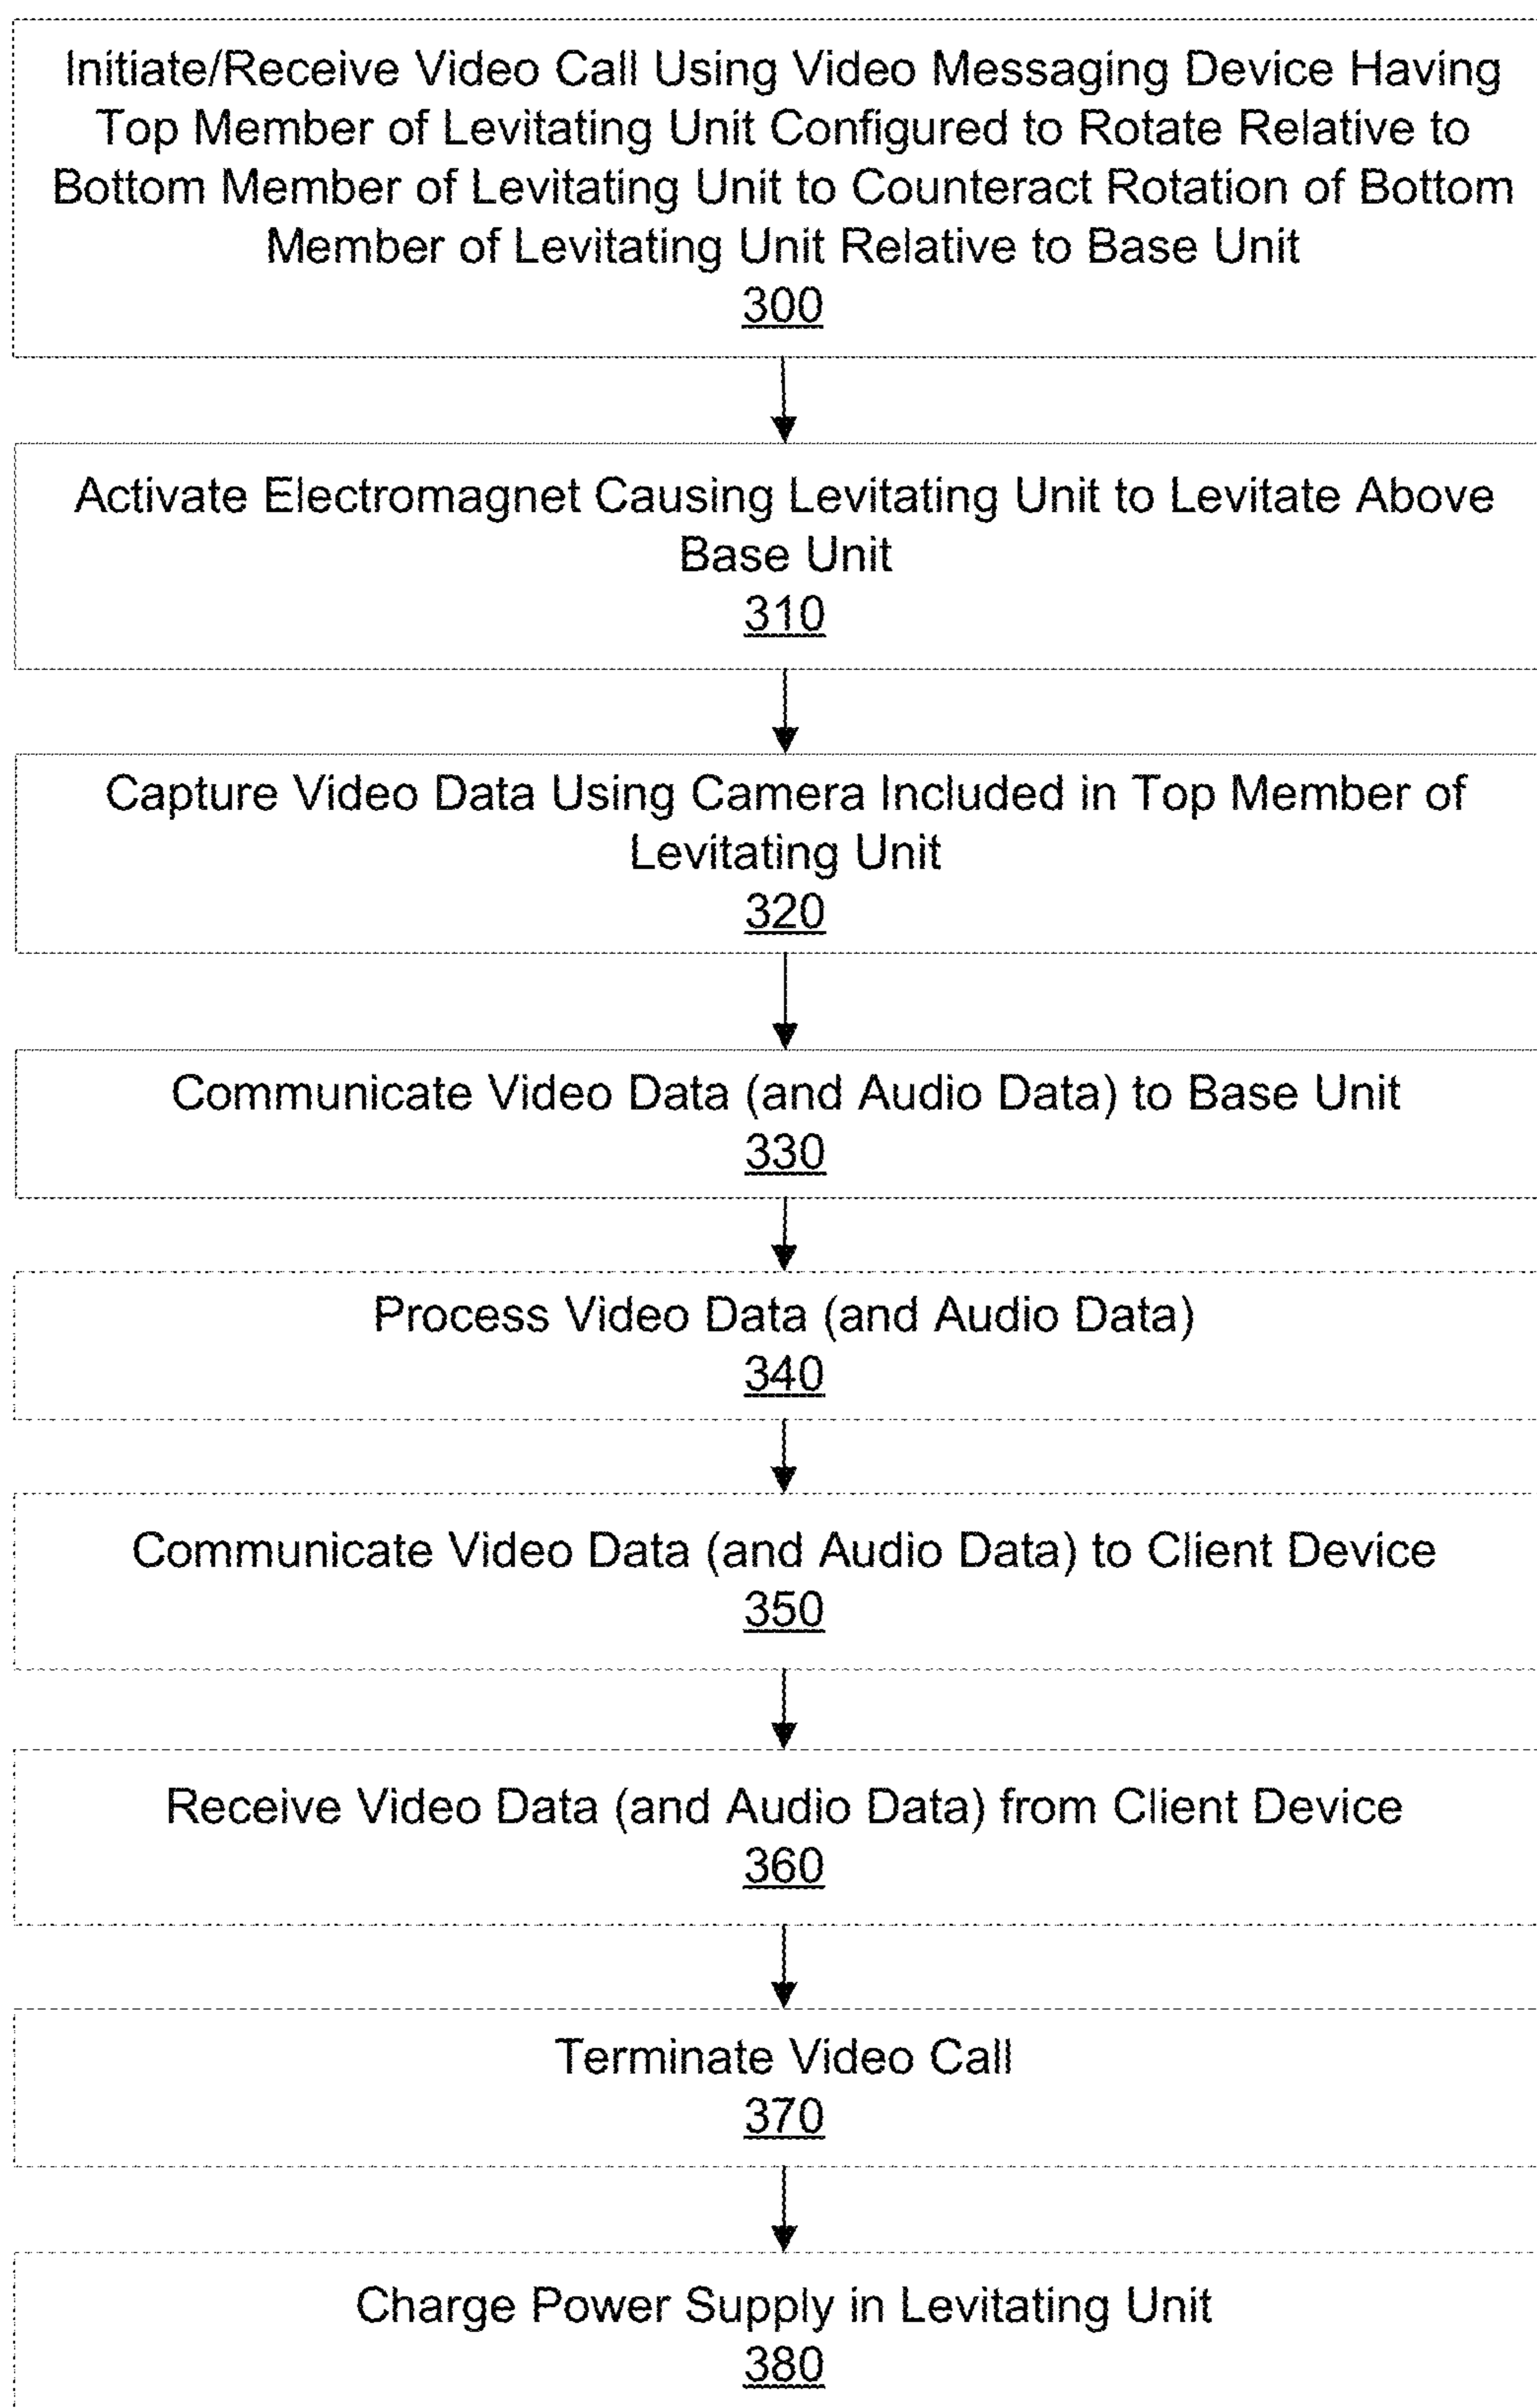 Initiate/Receive Video Call Using Video Messaging Device Having
Top Member of Levitating Unit Configured to Rotate Relative to
Bottom Member of Levitating Unit to Counteract Rotation of Bottom
Member of Levitating Unit Relative to Base Unit
300
Activate Electromagnet Causing Levitating Unit to Levitate Above
Base Unit
310
Capture Video Data Using Camera Included in Top Member of
Levitating Unit
320
Communicate Video Data (and Audio Data) to Base Unit
330
Process Video Data (and Audio Data)
340
Communicate Video Data (and Audio Data) to Client Device
350
Receive Video Data (and Audio Data) from Client Device
360
Terminate Video Call
370
Charge Power Supply in Levitating Unit
380